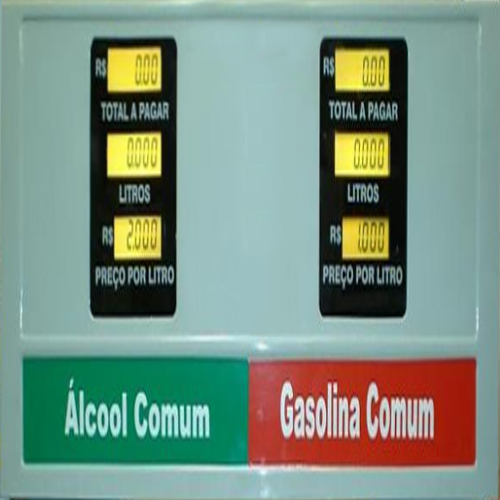 R$ 0.00
TOTAL A PAGAR
0.000
LITROS
R$ 2.000
PREÇO POR LITRO
R$ 0.00
TOTAL A PAGAR
0.000
LITROS
R$ 1.000
PREÇO POR LITRO
Álcool Comum
Gasolina Comum